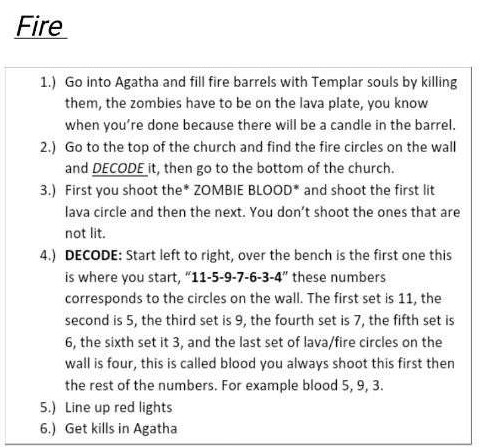 Fire
1.) Go into Agatha and fill fire barrels with Templar souls by killing
them, the zombies have to be on the lava plate, you know
when you're done because there will be a candle in the barrel.
2.) Go to the top of the church and find the fire circles on the wall
and DECODE it, then go to the bottom of the church.
3.) First you shoot the* ZOMBIE BLOOD* and shoot the first lit
lava circle and then the next. You don't shoot the ones that are
not lit.
4.) DECODE: Start left to right, over the bench is the first one this
is where you start, "11-5-9-7-6-3-4" these numbers
corresponds to the circles on the wall. The first set is 11, the
second is 5, the third set is 9, the fourth set is 7, the fifth set is
6, the sixth set it 3, and the last set of lava/fire circles on the
wall is four, this is called blood you always shoot this first then
the rest of the numbers. For example blood 5, 9, 3.
5.) Line up red lights
6.) Get kills in Agatha